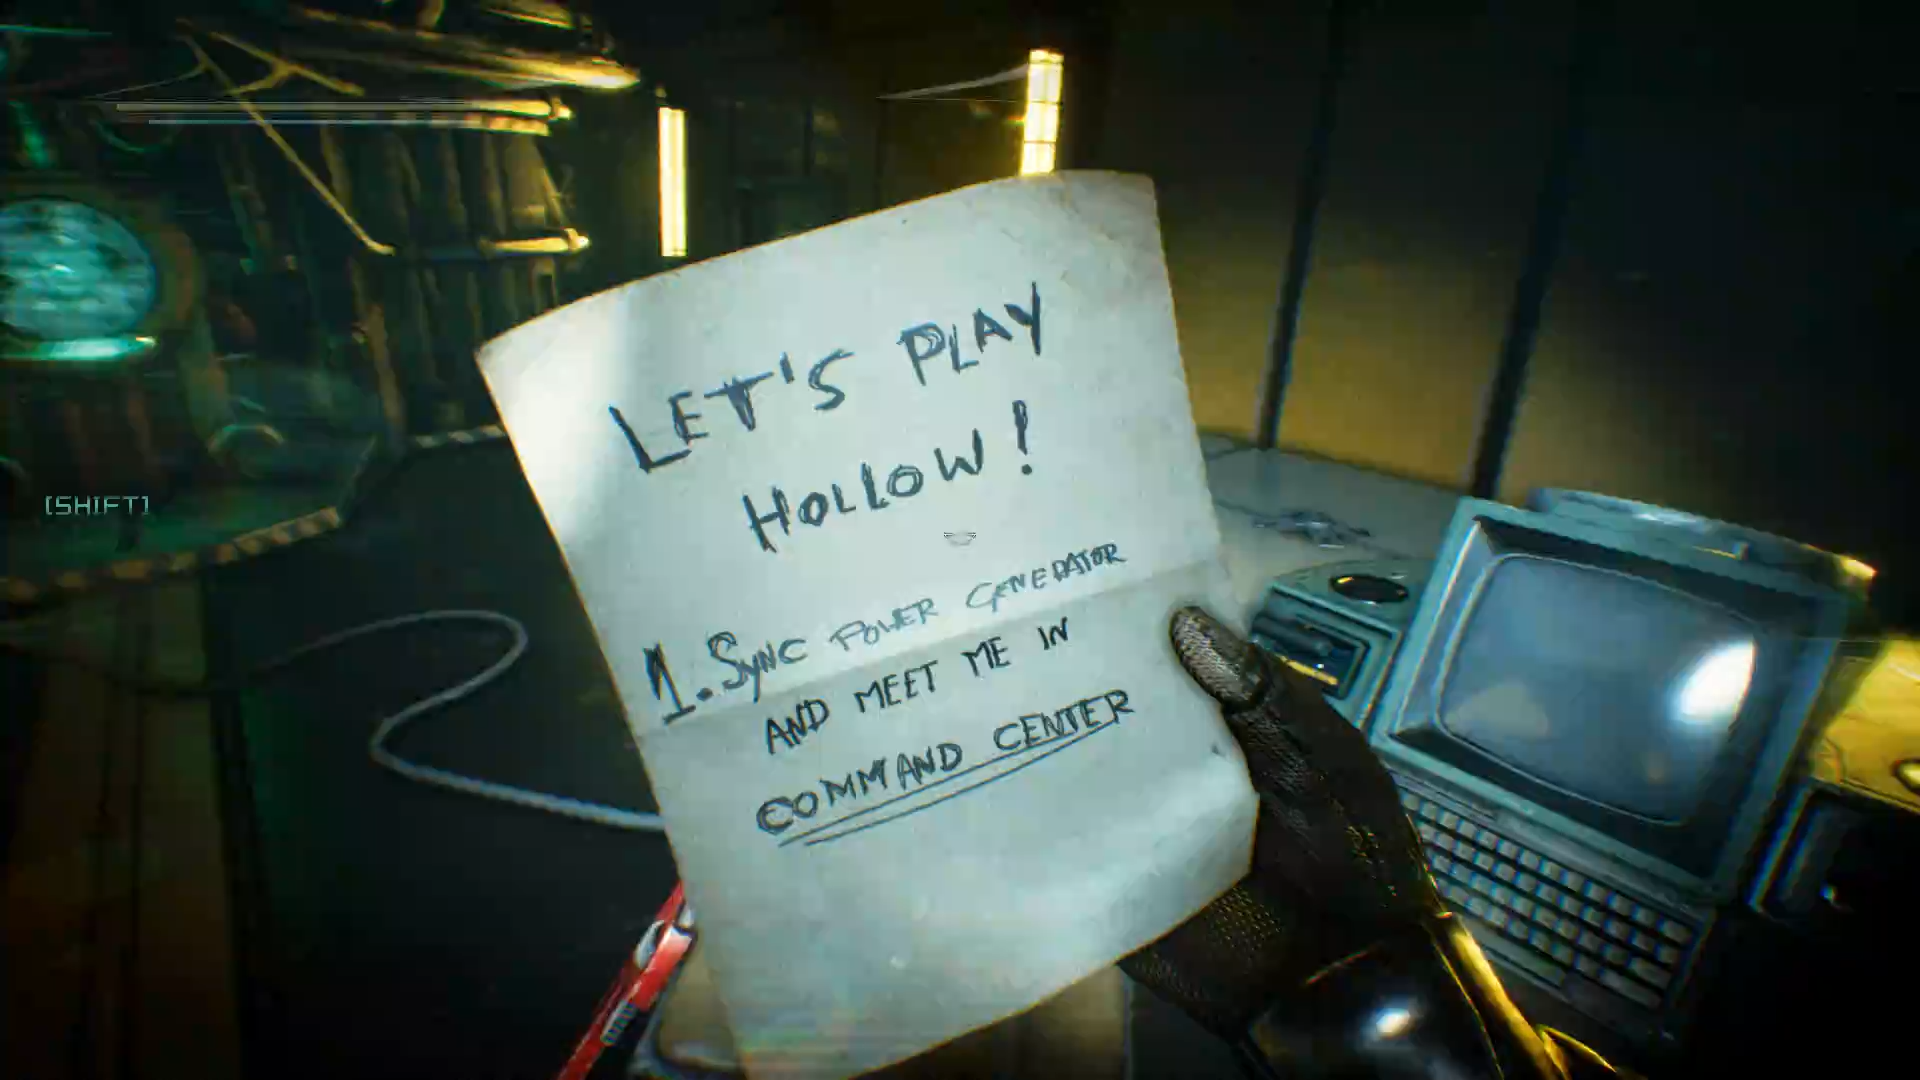 LET'S PLAY
HOLLOW!
1. SYNC POWER GENERATOR
AND MEET ME IN
COMMAND CENTER
[SHIFT]